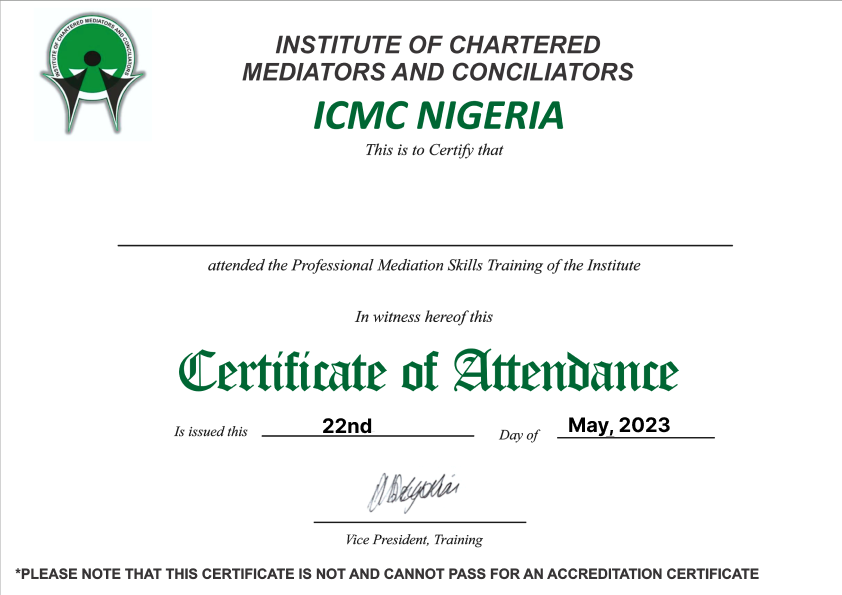 INSTITUTE OF CHARTERED MEDIATORS AND CONCILIATORS
INSTITUTE OF CHARTERED
MEDIATORS AND CONCILIATORS
ICMC NIGERIA
This is to Certify that
attended the Professional Mediation Skills Training of the Institute
In witness hereof this
Certificate of Attendance
Is issued this 22nd Day of May, 2023
Vice President, Training
*PLEASE NOTE THAT THIS CERTIFICATE IS NOT AND CANNOT PASS FOR AN ACCREDITATION CERTIFICATE